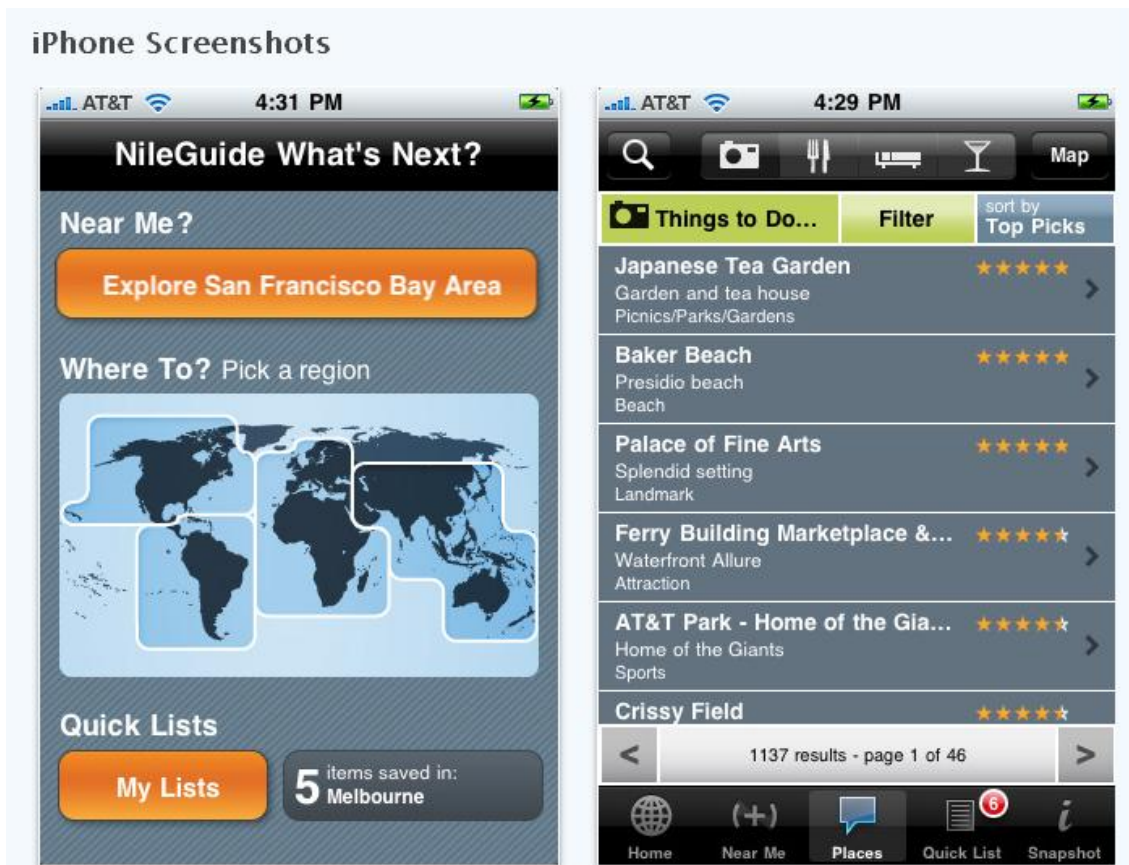 iPhone Screenshots
AT&T 4:31 PM
NileGuide What's Next?
Near Me?
Explore San Francisco Bay Area
Where To? Pick a region
Quick Lists
My Lists
5 items saved in:
Melbourne
AT&T 4:29 PM
Map
Things to Do...
Filter
sort by
Top Picks
Japanese Tea Garden
Garden and tea house
Picnics/Parks/Gardens
Baker Beach
Presidio beach
Beach
Palace of Fine Arts
Splendid setting
Landmark
Ferry Building Marketplace &...
Waterfront Allure
Attraction
AT&T Park - Home of the Gia...
Home of the Giants
Sports
Crissy Field
< 1137 results - page 1 of 46 >
6
Home Near Me Places Quick List Snapshot